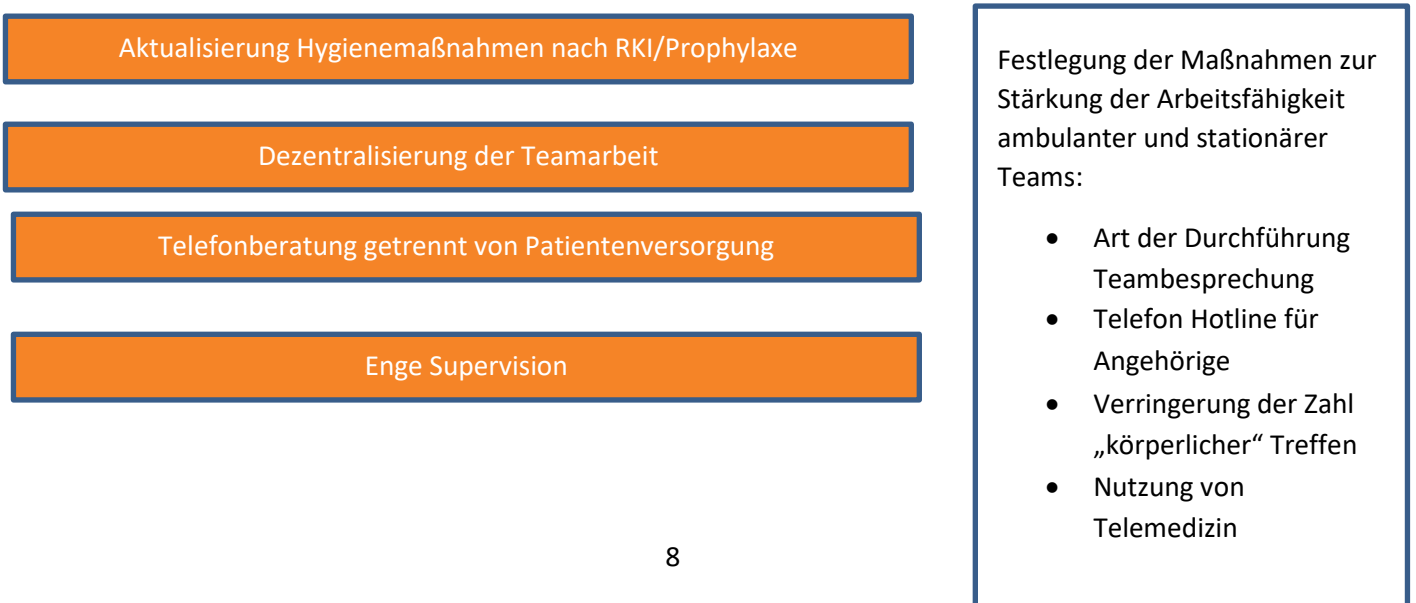 Aktualisierung Hygienemaßnahmen nach RKI/Prophylaxe
Dezentralisierung der Teamarbeit
Telefonberatung getrennt von Patientenversorgung
Enge Supervision
Festlegung der Maßnahmen zur
Stärkung der Arbeitsfähigkeit
ambulanter und stationärer
Teams:
• Art der Durchführung
Teambesprechung
• Telefon Hotline für
Angehörige
• Verringerung der Zahl
„körperlicher“ Treffen
• Nutzung von
Telemedizin
8